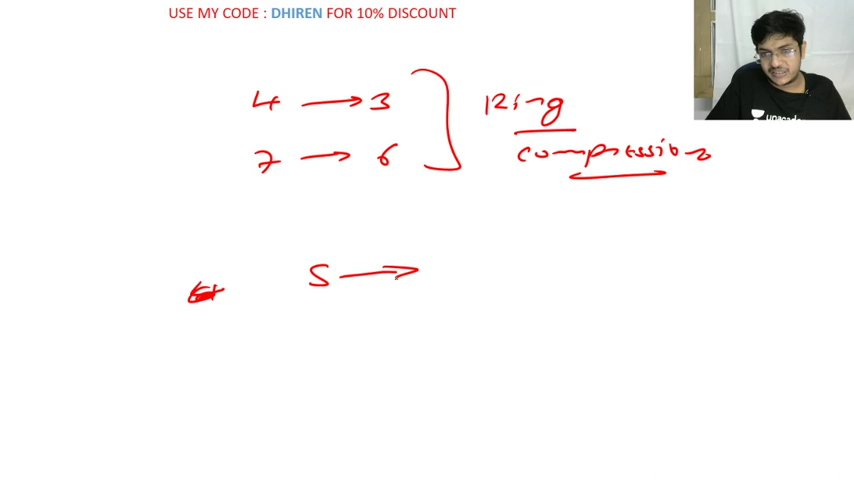 USE MY CODE : DHIREN FOR 10% DISCOUNT
4 → 3
Ring
7 → 6
compression
5 →